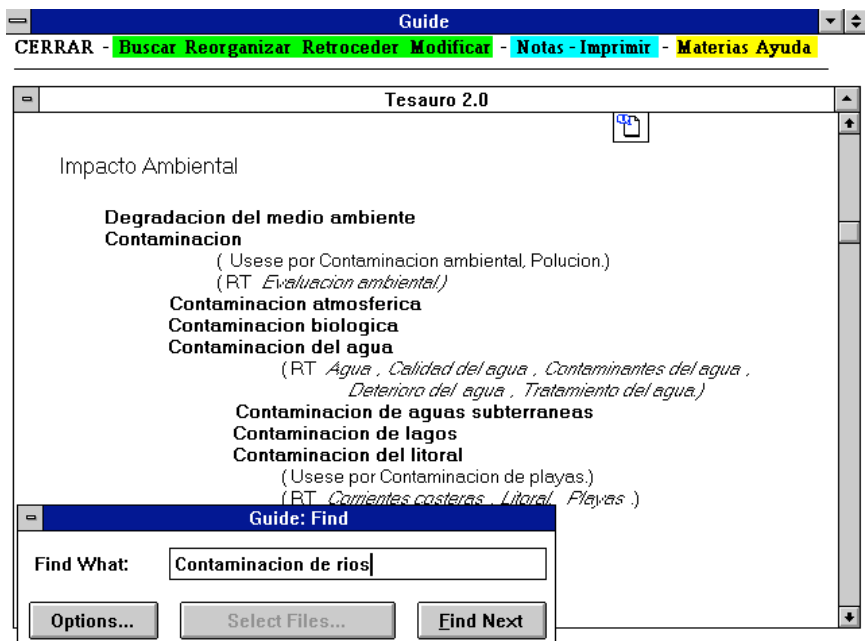 Guide
CERRAR - Buscar Reorganizar Retroceder Modificar - Notas - Imprimir - Materias Ayuda
Tesauro 2.0
Impacto Ambiental
Degradacion del medio ambiente
Contaminacion
( Usese por Contaminacion ambiental, Polucion.)
(RT Evaluacion ambiental.)
Contaminacion atmosferica
Contaminacion biologica
Contaminacion del agua
(RT Agua , Calidad del agua , Contaminantes del agua ,
Deterioro del agua , Tratamiento del agua.)
Contaminacion de aguas subterraneas
Contaminacion de lagos
Contaminacion del litoral
(Usese por Contaminacion de playas.)
(RT Corrientes costeras , Litoral, Playas .)
Guide: Find
Find What: Contaminacion de rios
Options... Select Files... Find Next